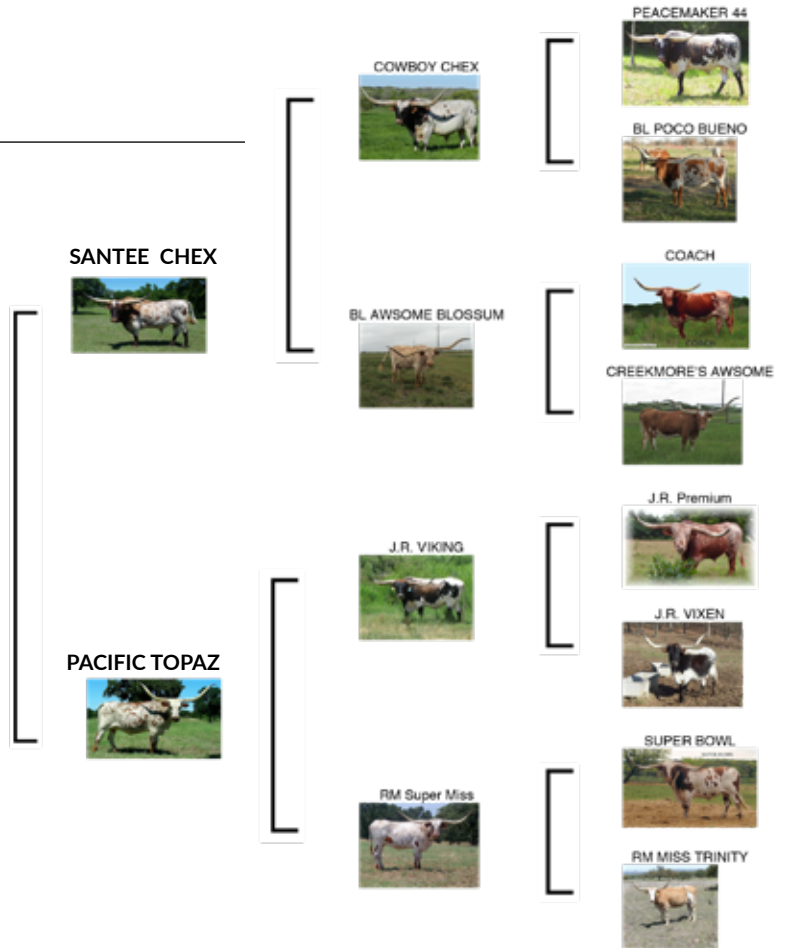 PEACEMAKER 44
COWBOY CHEX
BL POCO BUENO
SANTEE CHEX
COACH
COACH
BL AWSOME BLOSSUM
CREEKMORE'S AWSOME
J.R. Premium
J.R. VIKING
J.R. VIXEN
PACIFIC TOPAZ
SUPER BOWL
RM Super Miss
RM MISS TRINITY